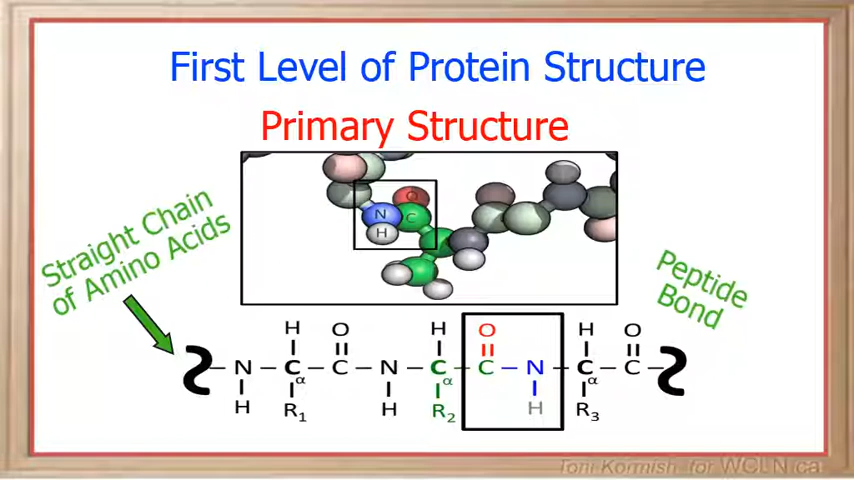 First Level of Protein Structure
Primary Structure
Straight Chain
of Amino Acids
O
N C
H
Peptide
Bond
H O H O H O
N C α C N C α C N C α C
H R1 H R2 H R3
Toni Kormish for WCLN.ca